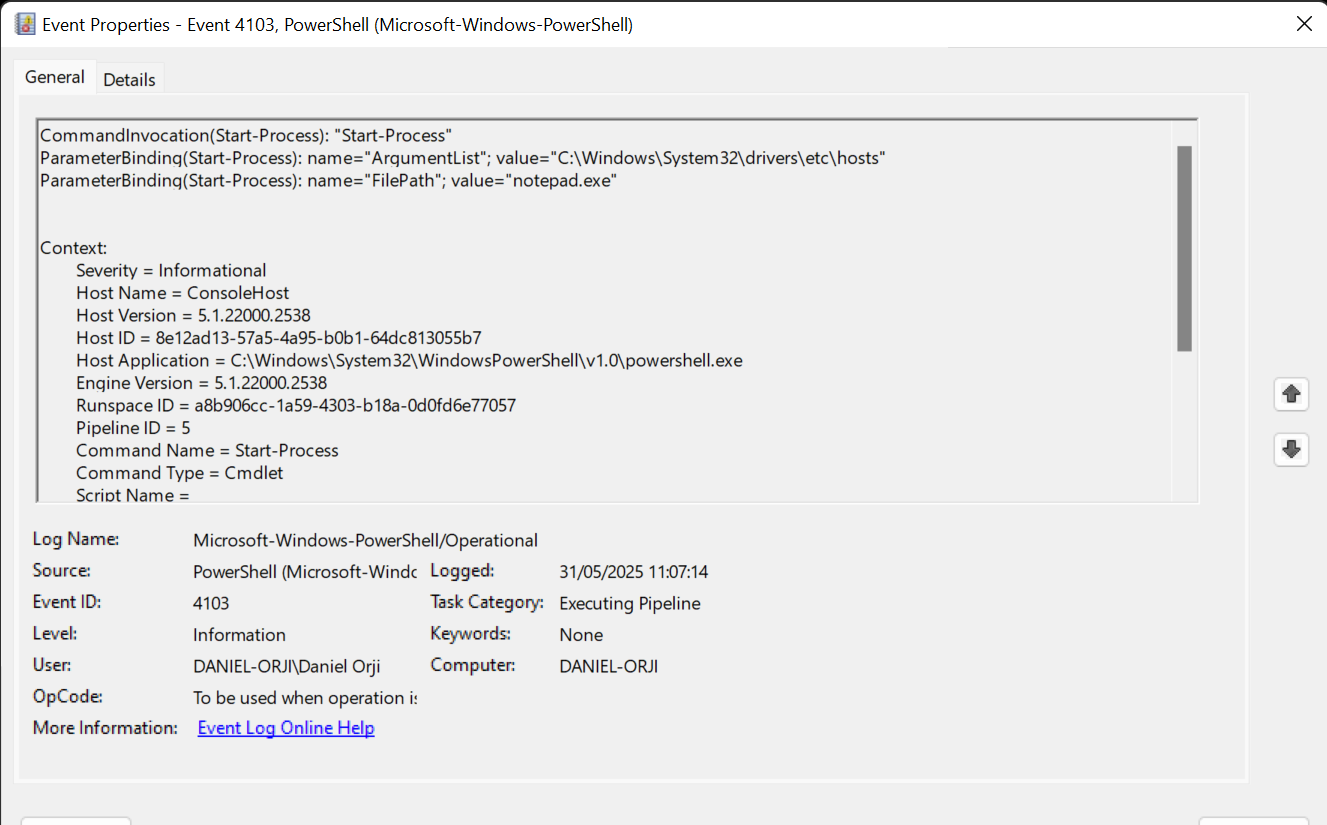 Event Properties - Event 4103, PowerShell (Microsoft-Windows-PowerShell)
General Details
CommandInvocation(Start-Process): "Start-Process"
ParameterBinding(Start-Process): name="ArgumentList"; value="C:\Windows\System32\drivers\etc\hosts"
ParameterBinding(Start-Process): name="FilePath"; value="notepad.exe"
Context:
Severity = Informational
Host Name = ConsoleHost
Host Version = 5.1.22000.2538
Host ID = 8e12ad13-57a5-4a95-b0b1-64dc813055b7
Host Application = C:\Windows\System32\WindowsPowerShell\v1.0\powershell.exe
Engine Version = 5.1.22000.2538
Runspace ID = a8b906cc-1a59-4303-b18a-0d0fd6e77057
Pipeline ID = 5
Command Name = Start-Process
Command Type = Cmdlet
Script Name =
Log Name: Microsoft-Windows-PowerShell/Operational
Source: PowerShell (Microsoft-Windc Logged: 31/05/2025 11:07:14
Event ID: 4103 Task Category: Executing Pipeline
Level: Information Keywords: None
User: DANIEL-ORJI\Daniel Orji Computer: DANIEL-ORJI
OpCode: To be used when operation is
More Information: Event Log Online Help